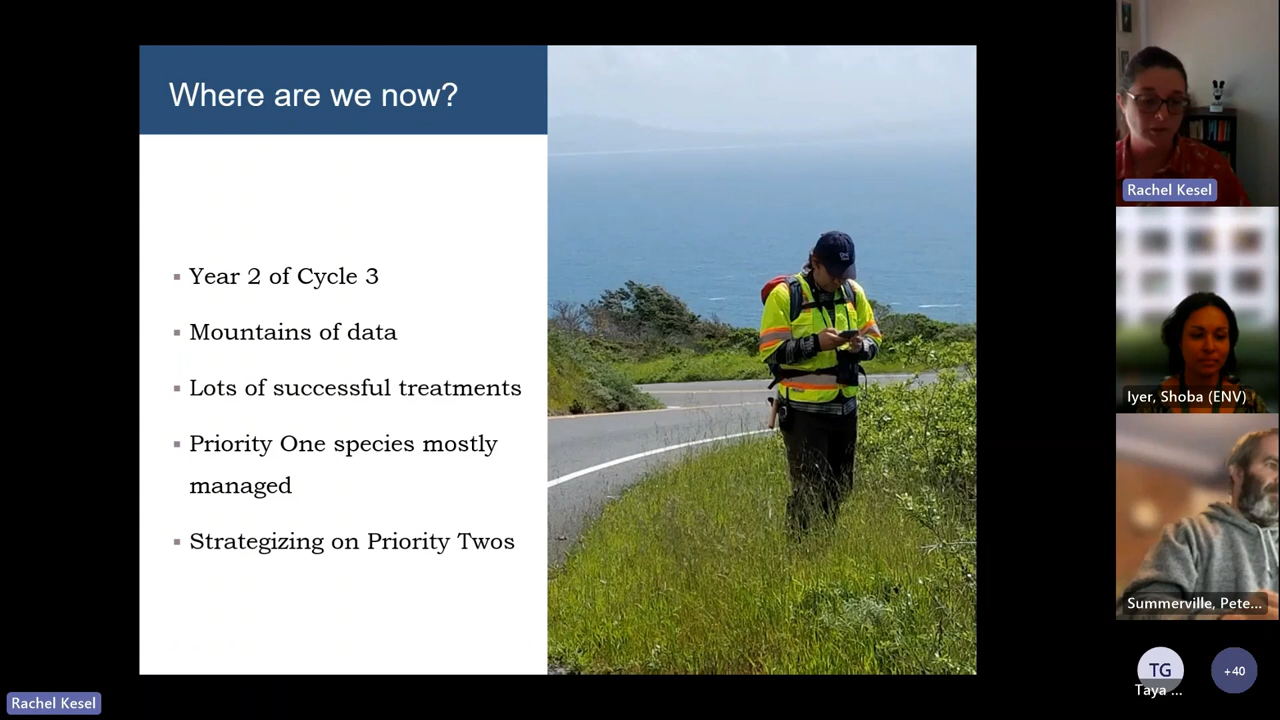 Where are we now?
Year 2 of Cycle 3
Mountains of data
Lots of successful treatments
Priority One species mostly
managed
Strategizing on Priority Twos
Rachel Kesel
Iyer, Shoba (ENV)
Summerville, Pete...
TG
+40
Taya ...
Rachel Kesel